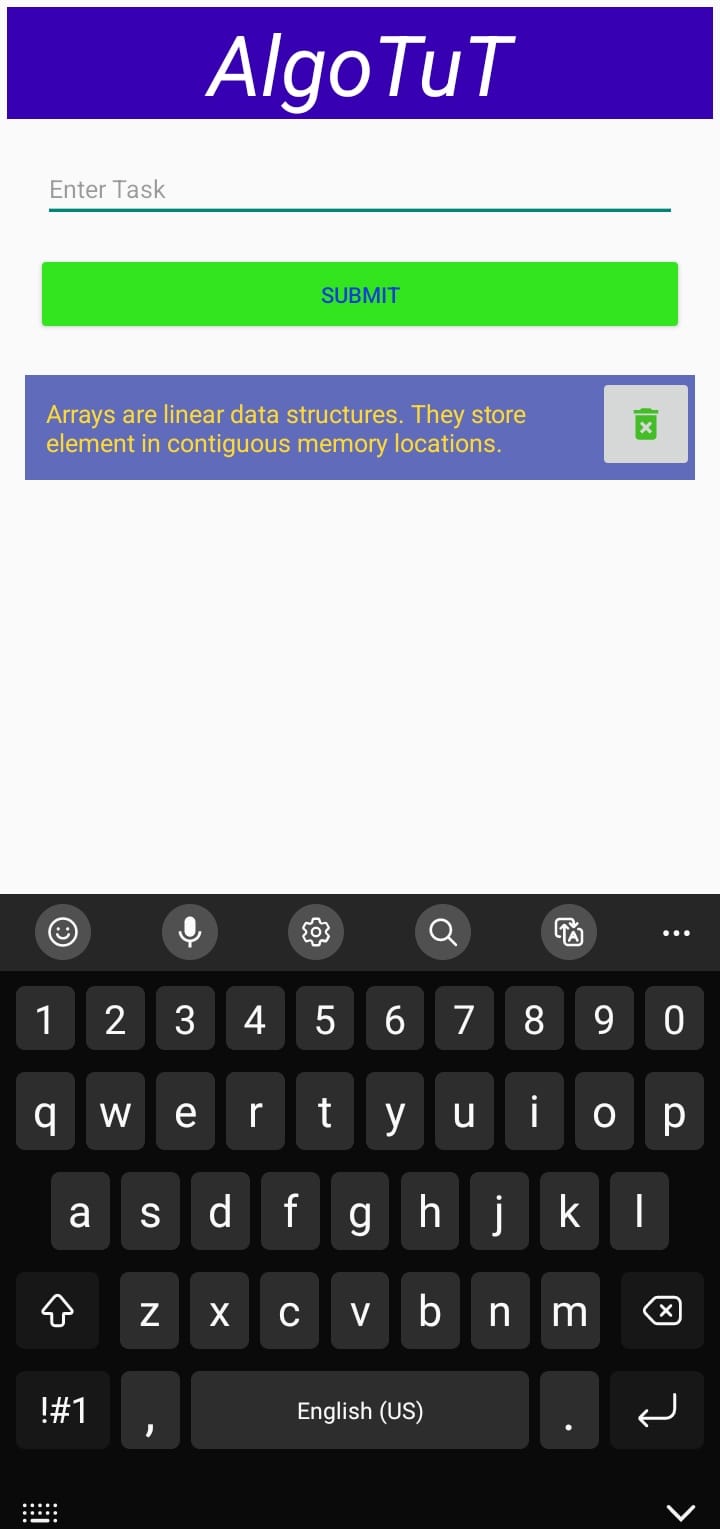 AlgoTuT
Enter Task
SUBMIT
Arrays are linear data structures. They store
element in contiguous memory locations.
1 2 3 4 5 6 7 8 9 0
q w e r t y u i o p
a s d f g h j k l
z x c v b n m
!#1 , English (US) .